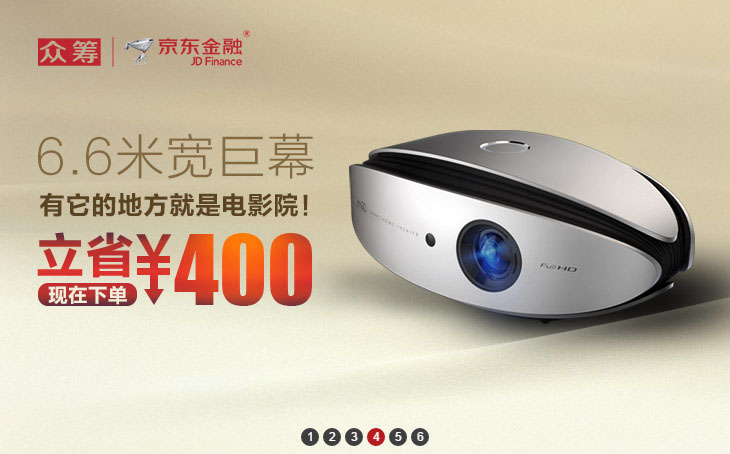 众筹
京东金融®
JD Finance
6.6米宽巨幕
有它的地方就是电影院!
立省¥400
现在下单
Full HD
1 2 3 4 5 6